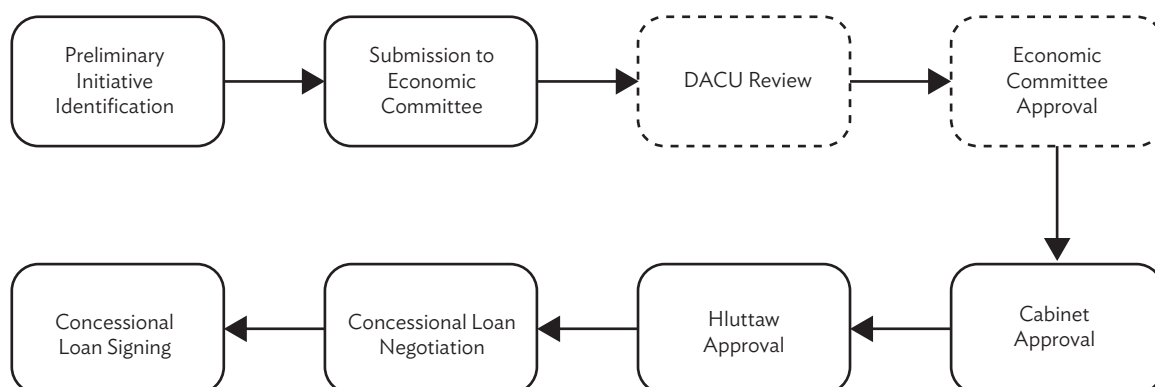 Preliminary
Initiative
Identification
Submission to
Economic
Committee
DACU Review
Economic
Committee
Approval
Cabinet
Approval
Hluttaw
Approval
Concessional Loan
Negotiation
Concessional
Loan Signing